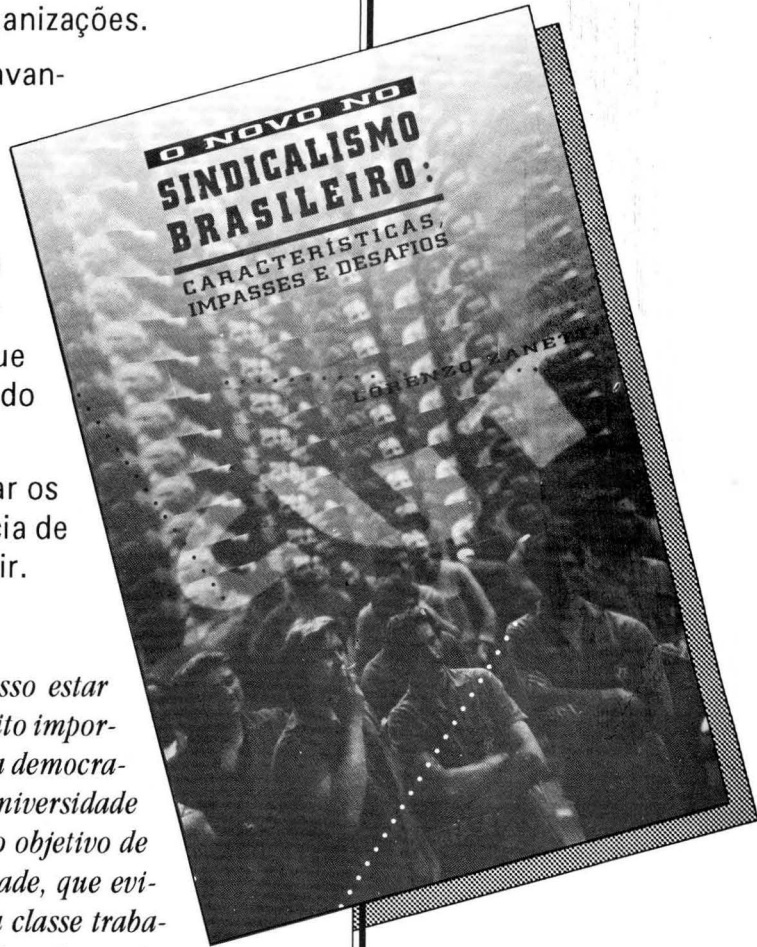 anizações.
avan-
ue
do
ar os
cia de
ir.
sso estar
ito impor-
a democra-
niversidade
o objetivo de
ade, que evi-
a classe traba-
O NOVO NO
SINDICALISMO
BRASILEIRO:
CARACTERÍSTICAS,
IMPASSES E DESAFIOS
LORENZO ZANETTI